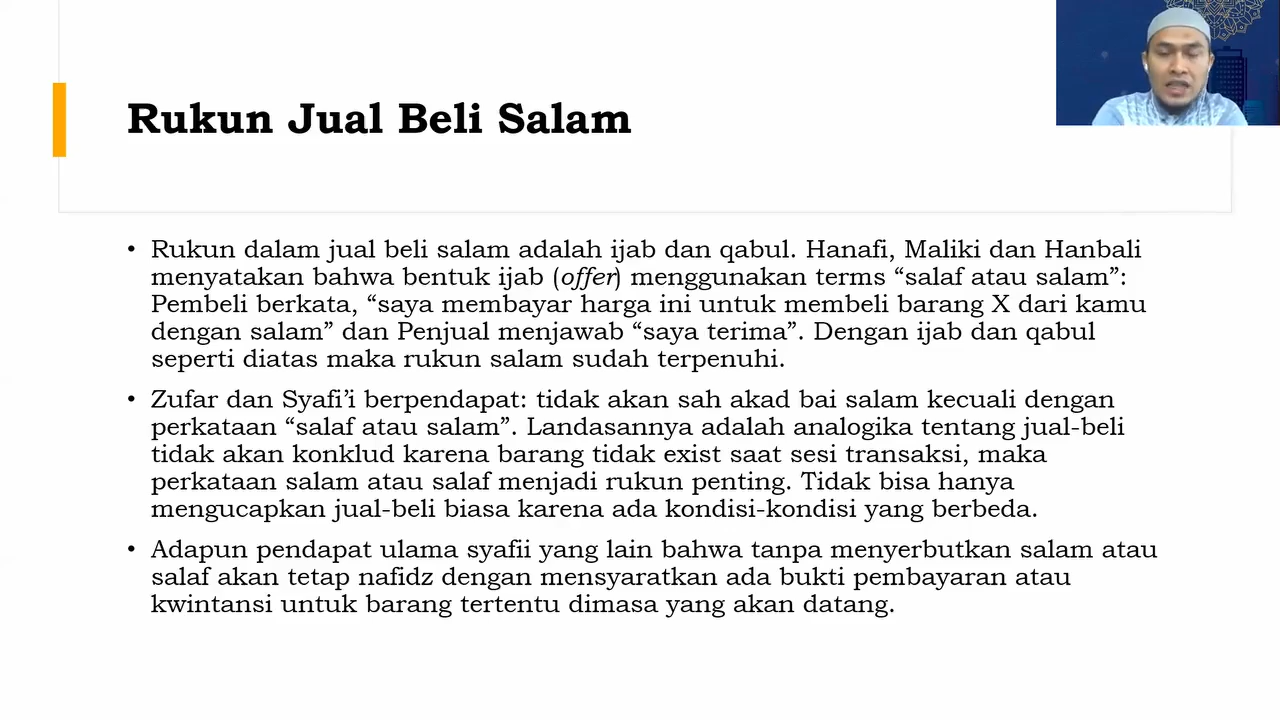 Rukun Jual Beli Salam
• Rukun dalam jual beli salam adalah ijab dan qabul. Hanafi, Maliki dan Hanbali
menyatakan bahwa bentuk ijab (offer) menggunakan terms “salaf atau salam”:
Pembeli berkata, “saya membayar harga ini untuk membeli barang X dari kamu
dengan salam” dan Penjual menjawab “saya terima”. Dengan ijab dan qabul
seperti diatas maka rukun salam sudah terpenuhi.
• Zufar dan Syafi’i berpendapat: tidak akan sah akad bai salam kecuali dengan
perkataan “salaf atau salam”. Landasannya adalah analogika tentang jual-beli
tidak akan konklud karena barang tidak exist saat sesi transaksi, maka
perkataan salam atau salaf menjadi rukun penting. Tidak bisa hanya
mengucapkan jual-beli biasa karena ada kondisi-kondisi yang berbeda.
• Adapun pendapat ulama syafii yang lain bahwa tanpa menyerbutkan salam atau
salaf akan tetap nafidz dengan mensyaratkan ada bukti pembayaran atau
kwintansi untuk barang tertentu dimasa yang akan datang.